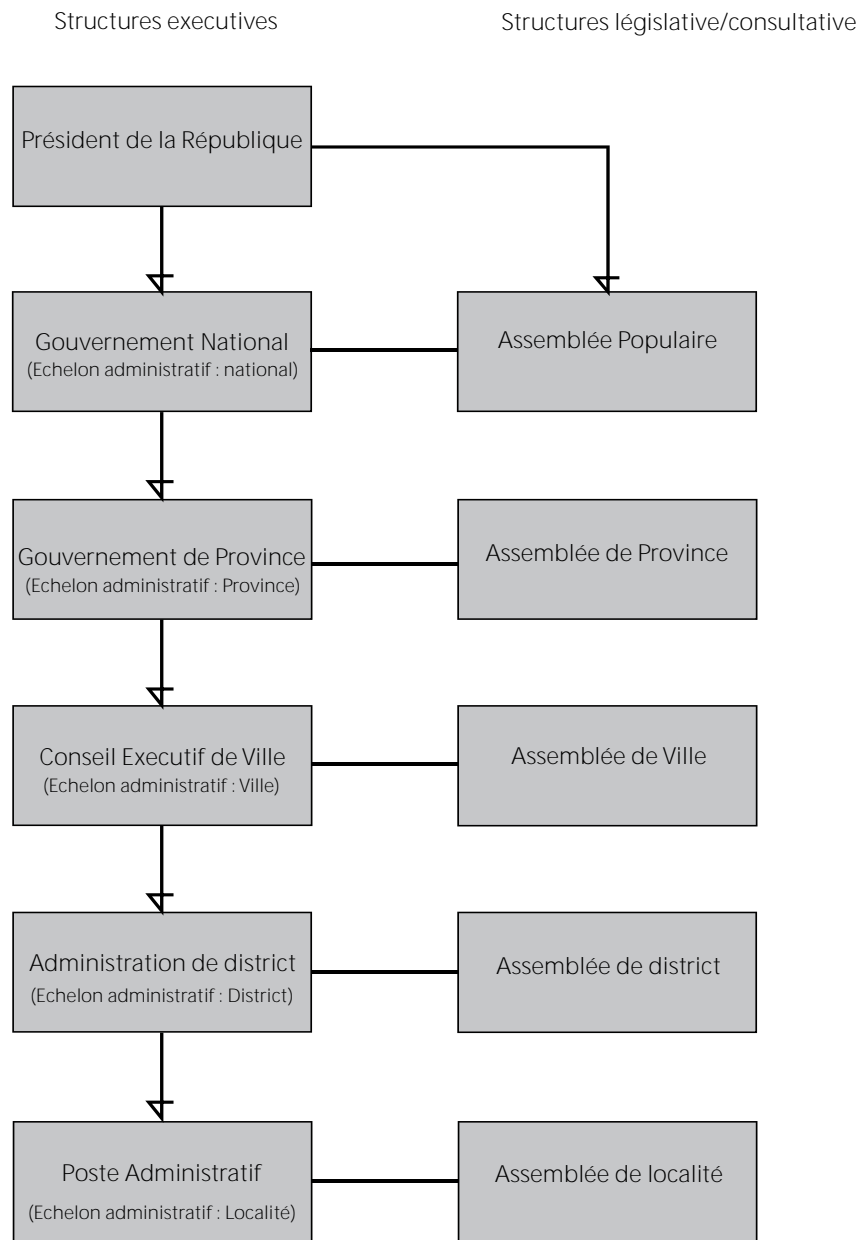 Structures executives
Structures législative/consultative
Président de la République
Gouvernement National
(Echelon administratif : national)
Assemblée Populaire
Gouvernement de Province
(Echelon administratif : Province)
Assemblée de Province
Conseil Executif de Ville
(Echelon administratif : Ville)
Assemblée de Ville
Administration de district
(Echelon administratif : District)
Assemblée de district
Poste Administratif
(Echelon administratif : Localité)
Assemblée de localité